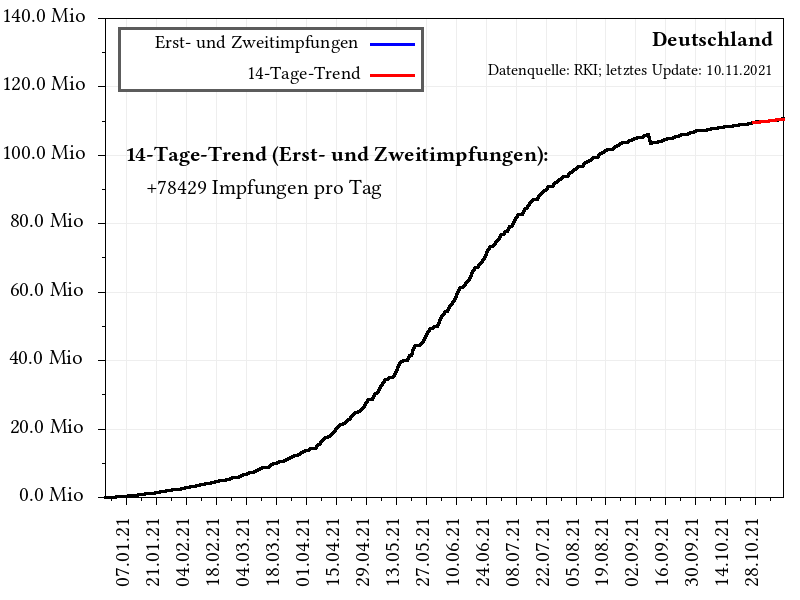 140.0 Mio
120.0 Mio
100.0 Mio
80.0 Mio
60.0 Mio
40.0 Mio
20.0 Mio
0.0 Mio
Erst- und Zweitimpfungen
14-Tage-Trend
Deutschland
Datenquelle: RKI; letztes Update: 10.11.2021
14-Tage-Trend (Erst- und Zweitimpfungen):
+78429 Impfungen pro Tag
07.01.21
21.01.21
04.02.21
18.02.21
04.03.21
18.03.21
01.04.21
15.04.21
29.04.21
13.05.21
27.05.21
10.06.21
24.06.21
08.07.21
22.07.21
05.08.21
19.08.21
02.09.21
16.09.21
30.09.21
14.10.21
28.10.21